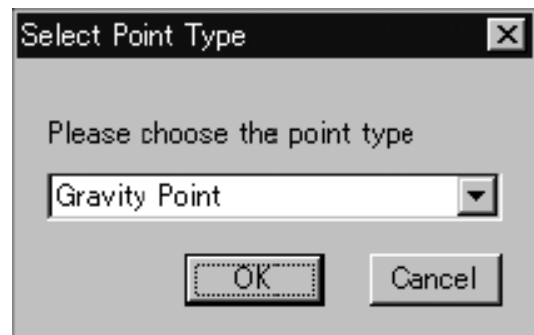 Select Point Type
Please choose the point type
Gravity Point
OK Cancel